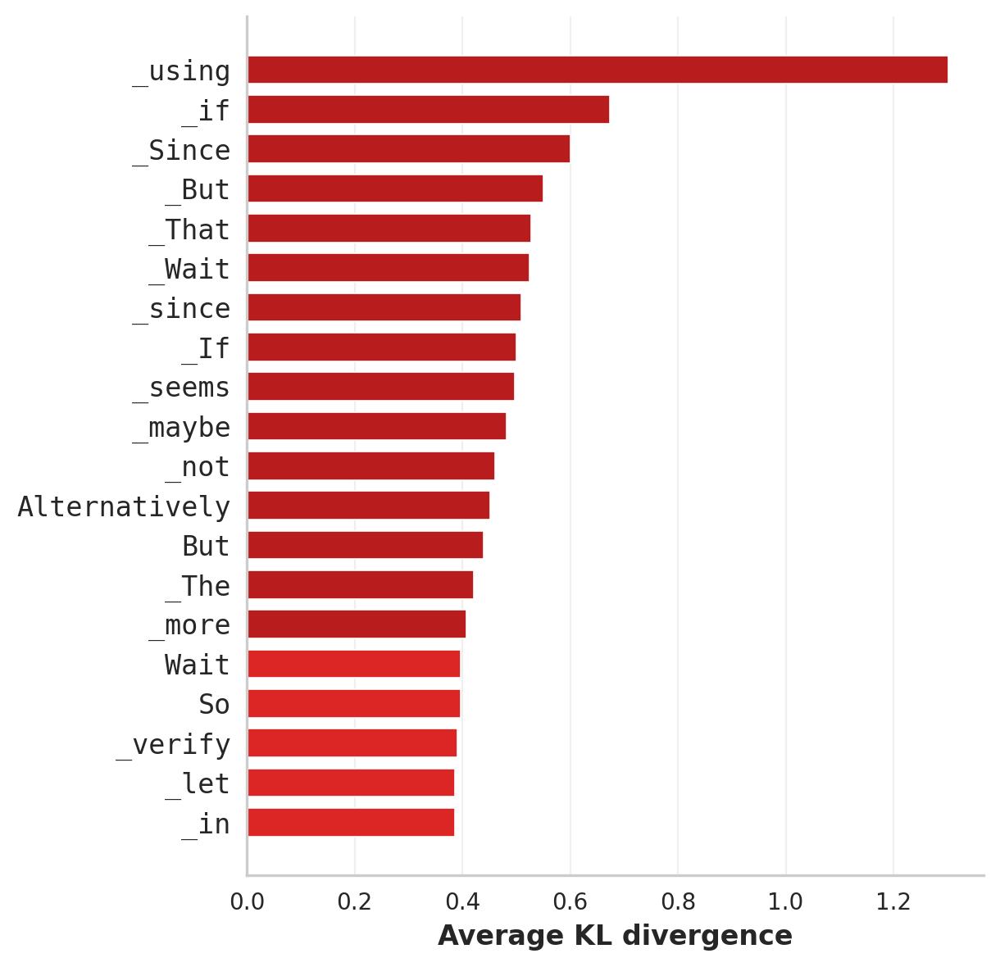 _using
_if
_Since
_But
_That
_Wait
_since
_If
_seems
_maybe
_not
Alternatively
But
_The
_more
Wait
So
_verify
_let
_in
0.0 0.2 0.4 0.6 0.8 1.0 1.2
Average KL divergence